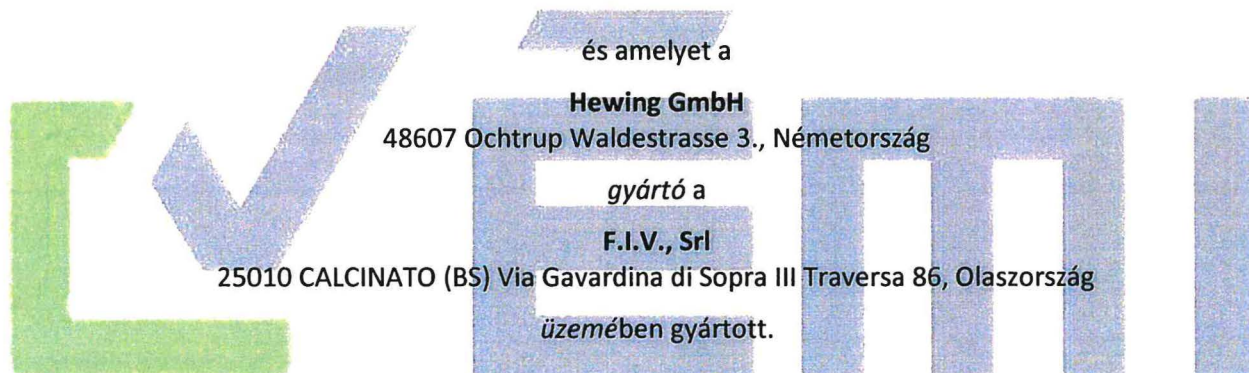 és amelyet a
Hewing GmbH
48607 Ochtrup Waldestrasse 3., Németország
gyártó a
F.I.V., Srl
25010 CALCINATO (BS) Via Gavardina di Sopra III Traversa 86, Olaszország
üzemében gyártott.
ÉMI